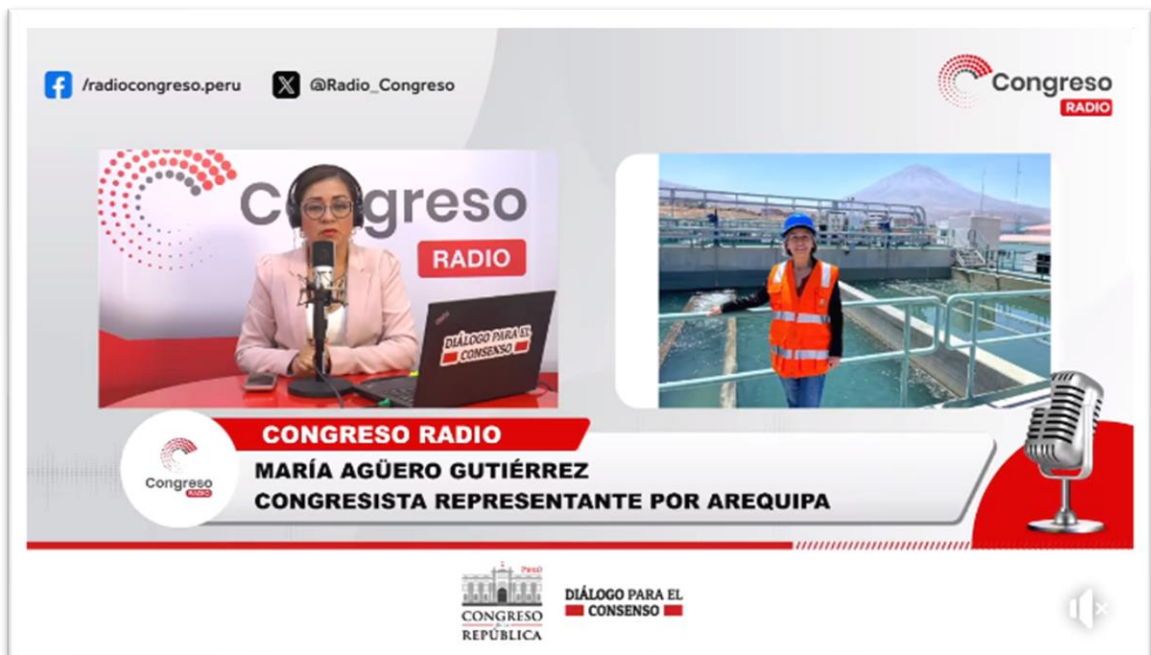 /radiocongreso.peru
@Radio_Congreso
Congreso
RADIO
Congreso
RADIO
DIÁLOGO PARA EL
CONSENSO
CONGRESO RADIO
MARÍA AGÜERO GUTIÉRREZ
CONGRESISTA REPRESENTANTE POR AREQUIPA
Congreso
RADIO
Perú
CONGRESO
REPÚBLICA
DIÁLOGO PARA EL
CONSENSO